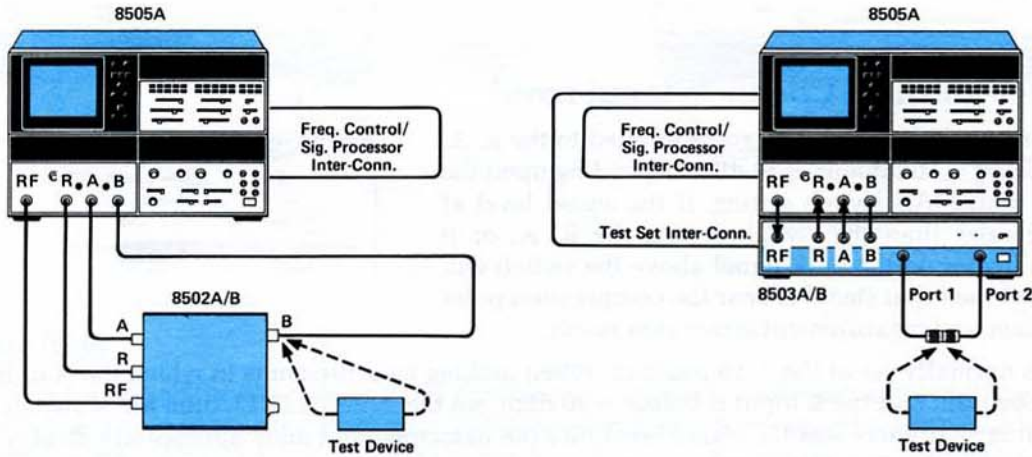 8505A
Freq. Control/
Sig. Processor
Inter-Conn.
RF R A B
8502A/B
A
R
RF
B
Test Device
8505A
Freq. Control/
Sig. Processor
Inter-Conn.
RF R A B
Test Set Inter-Conn.
RF R A B
8503A/B
Port 1
Port 2
Test Device